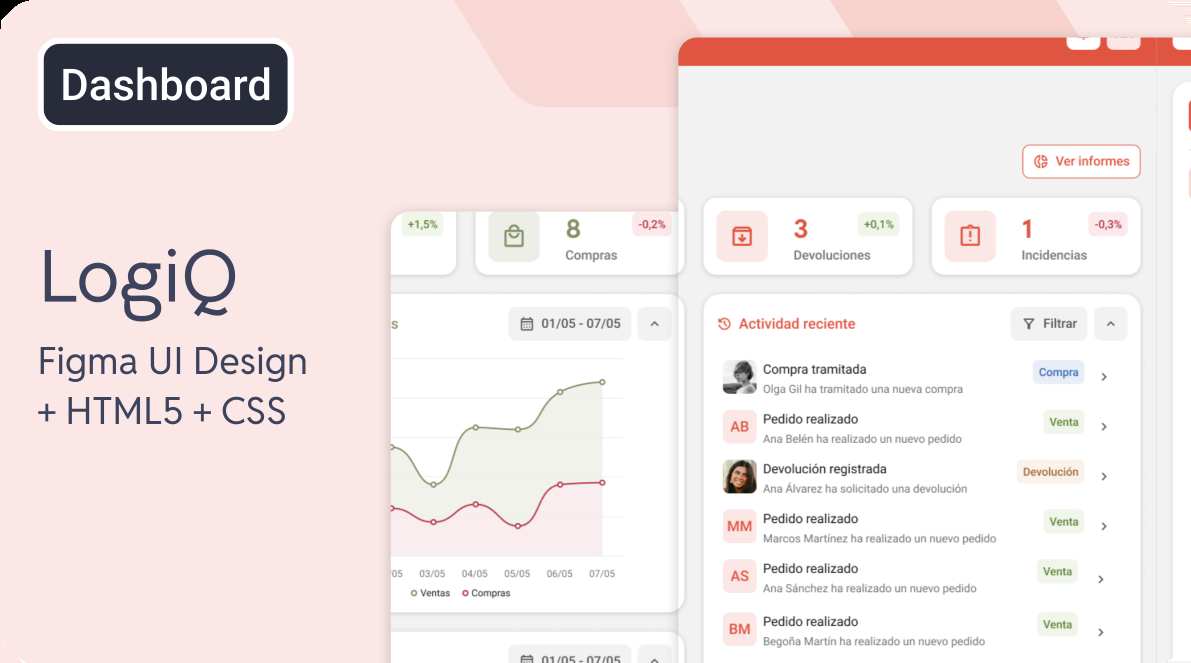 Dashboard
LogiQ
Figma UI Design
+ HTML5 + CSS
+1,5%
8
Compras
-0,2%
s
01/05 - 07/05
/05 03/05 04/05 05/05 06/05 07/05
Ventas Compras
01/05 - 07/05
Ver informes
3
Devoluciones
+0,1%
1
Incidencias
-0,3%
Actividad reciente
Filtrar
Compra tramitada
Olga Gil ha tramitado una nueva compra
Compra
AB
Pedido realizado
Ana Belén ha realizado un nuevo pedido
Venta
Devolución registrada
Ana Álvarez ha solicitado una devolución
Devolución
MM
Pedido realizado
Marcos Martínez ha realizado un nuevo pedido
Venta
AS
Pedido realizado
Ana Sánchez ha realizado un nuevo pedido
Venta
BM
Pedido realizado
Begoña Martín ha realizado un nuevo pedido
Venta